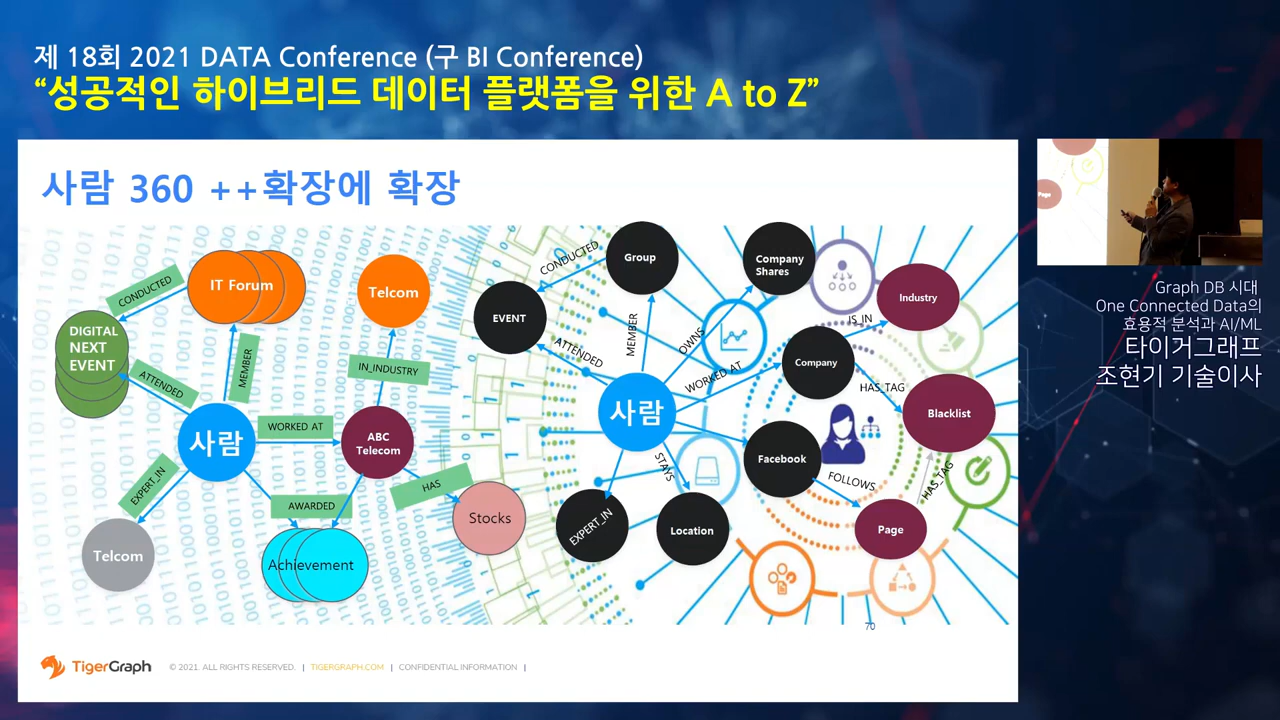 제 18회 2021 DATA Conference (구 BI Conference)
“성공적인 하이브리드 데이터 플랫폼을 위한 A to Z”
사람 360 ++확장에 확장
IT Forum
CONDUCTED
DIGITAL
NEXT
EVENT
ATTENDED
MEMBER
Telcom
IN_INDUSTRY
사람
WORKED AT
ABC
Telecom
EXPERT_IN
AWARDED
HAS
Telcom
Achievement
Stocks
Group
CONDUCTED
EVENT
ATTENDED
MEMBER
OWNS
Company
Shares
Industry
IS_IN
Company
WORKED AT
HAS_TAG
사람
Blacklist
Facebook
STAYS
FOLLOWS
HAS_TAG
EXPERT_IN
Location
Page
70
TigerGraph
© 2021. ALL RIGHTS RESERVED. | TIGERGRAPH.COM | CONFIDENTIAL INFORMATION |
Page
Graph DB 시대
One Connected Data의
효용적 분석과 AI/ML
타이거그래프
조현기 기술이사